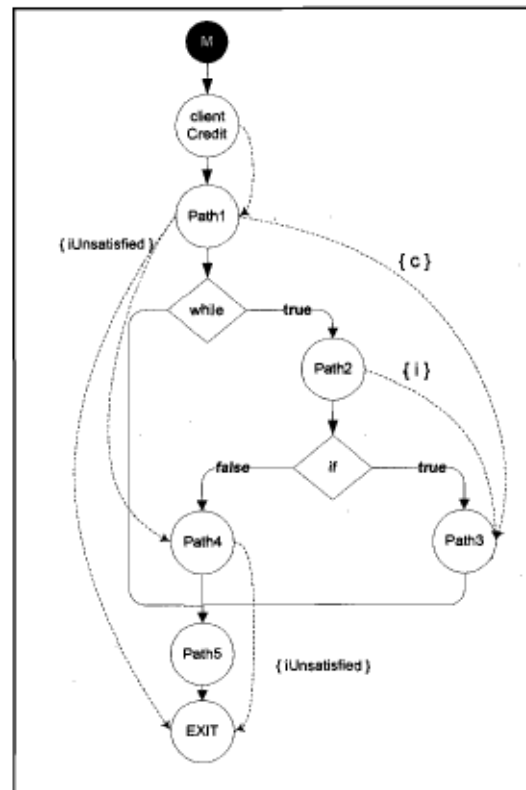 M
client
Credit
Path1
{ iUnsatisfied }
{ c }
while
true
Path2
{ i }
false
if
true
Path4
Path3
Path5
{ iUnsatisfied }
EXIT